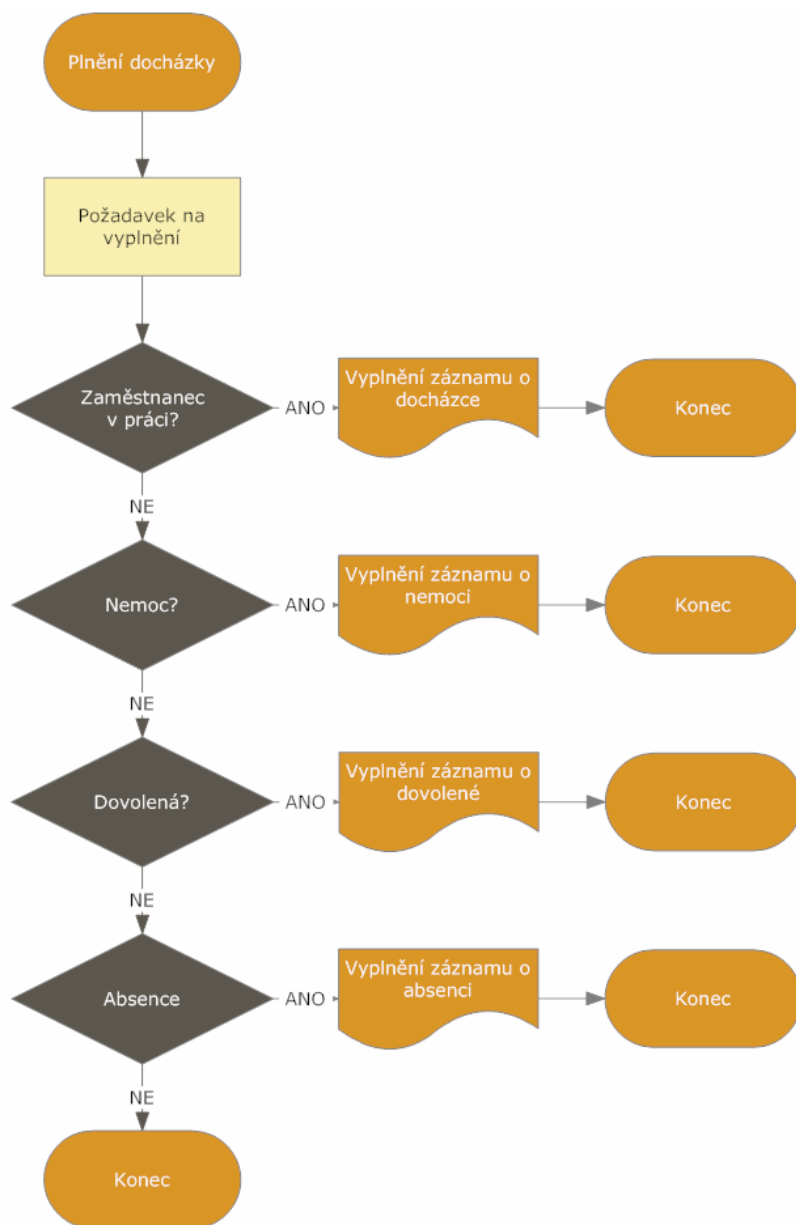 Plnění docházky
Požadavek na
vyplnění
Zaměstnanec
v práci?
ANO
Vyplnění záznamu o
docházce
Konec
NE
Nemoc?
ANO
Vyplnění záznamu o
nemoci
Konec
NE
Dovolená?
ANO
Vyplnění záznamu o
dovolené
Konec
NE
Absence
ANO
Vyplnění záznamu o
absenci
Konec
NE
Konec